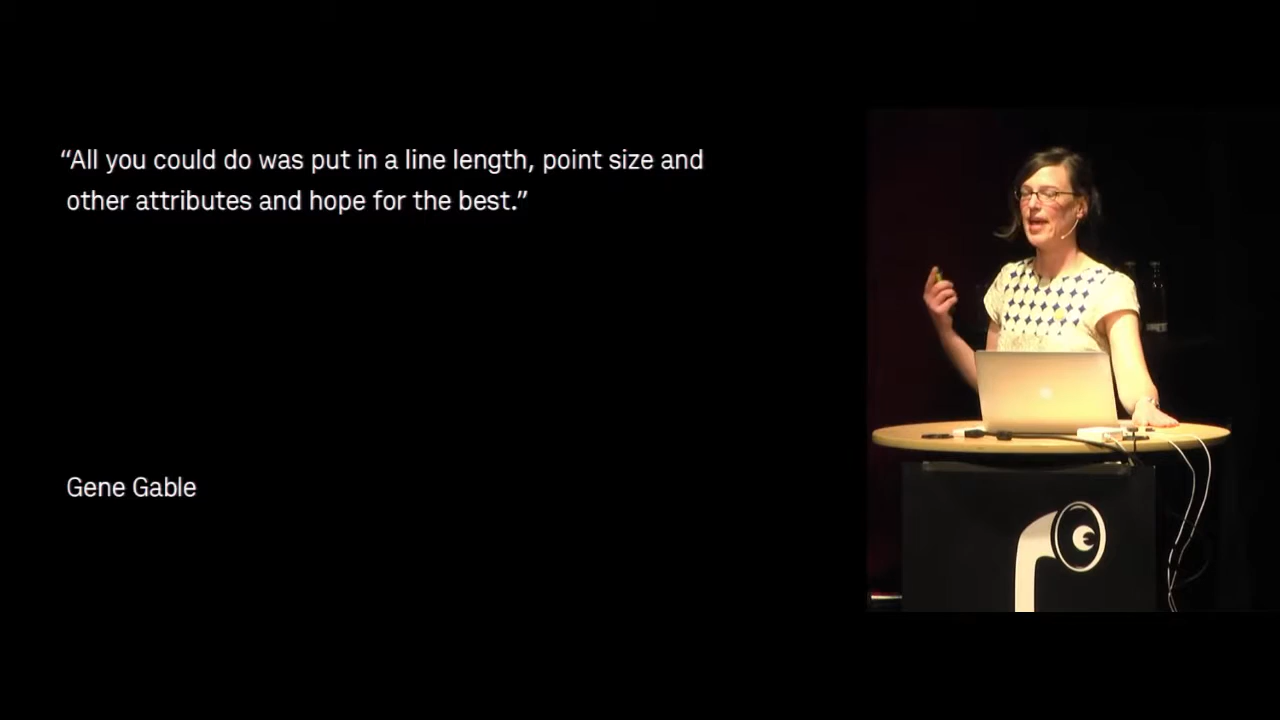 “All you could do was put in a line length, point size and
other attributes and hope for the best.”
Gene Gable